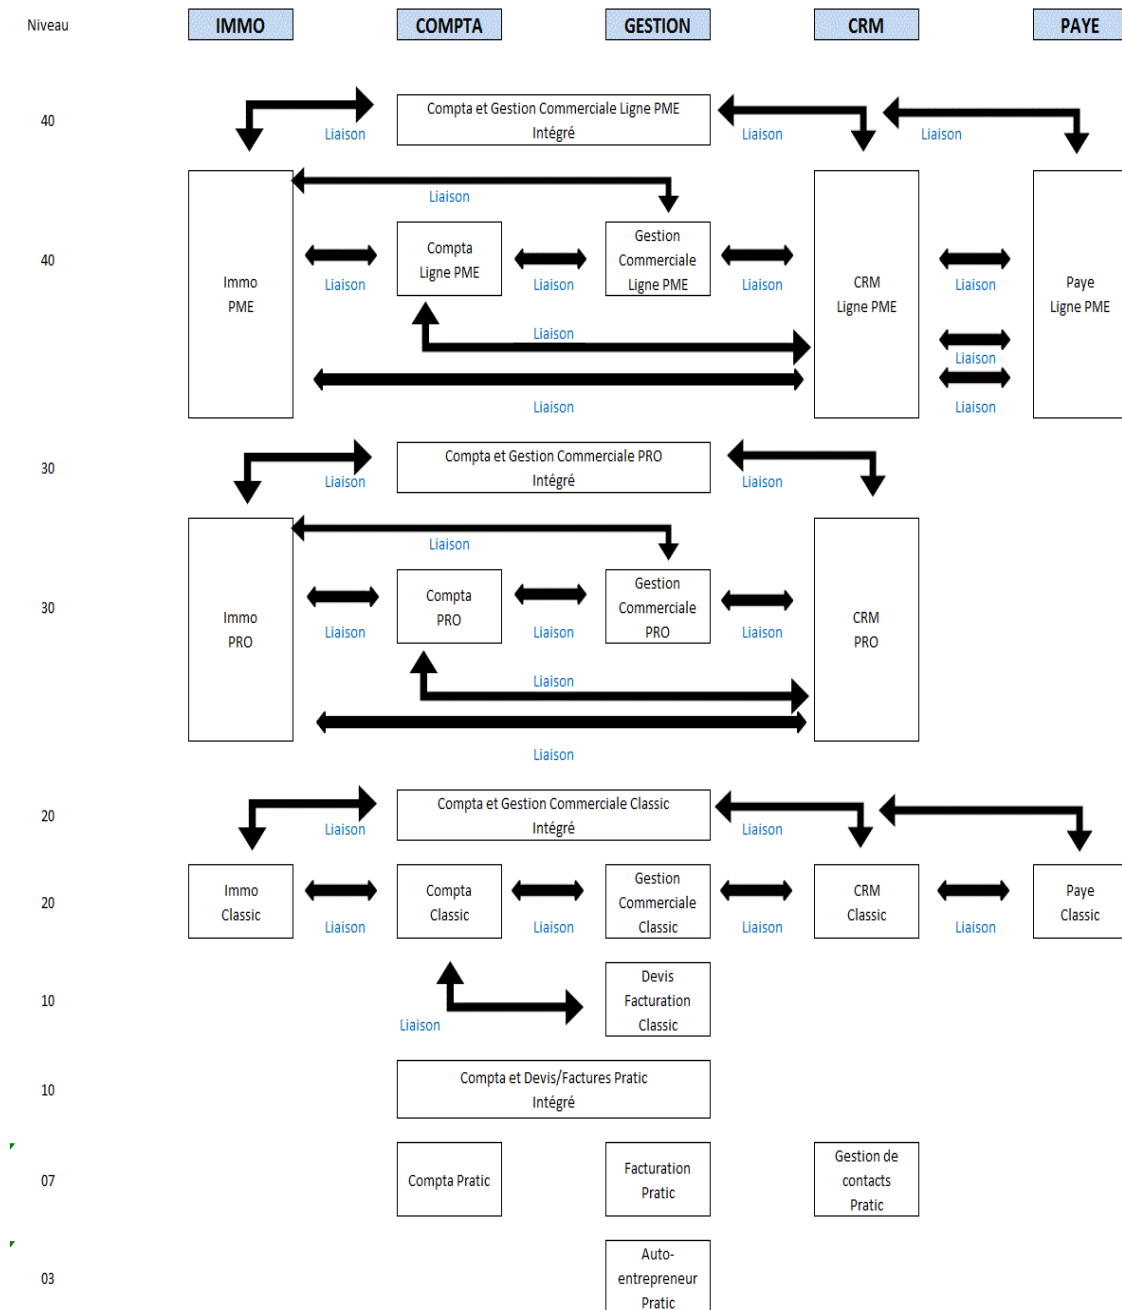 Niveau
IMMO
COMPTA
GESTION
CRM
PAYE
40
Compta et Gestion Commerciale Ligne PME
Intégré
Liaison
Liaison
Liaison
40
Immo
PME
Liaison
Liaison
Compta
Ligne PME
Liaison
Gestion
Commerciale
Ligne PME
Liaison
CRM
Ligne PME
Liaison
Paye
Ligne PME
Liaison
Liaison
Liaison
Liaison
30
Compta et Gestion Commerciale PRO
Intégré
Liaison
Liaison
30
Immo
PRO
Liaison
Liaison
Compta
PRO
Liaison
Gestion
Commerciale
PRO
Liaison
CRM
PRO
Liaison
Liaison
20
Compta et Gestion Commerciale Classic
Intégré
Liaison
Liaison
20
Immo
Classic
Liaison
Compta
Classic
Liaison
Gestion
Commerciale
Classic
Liaison
CRM
Classic
Liaison
Paye
Classic
10
Liaison
Devis
Facturation
Classic
10
Compta et Devis/Factures Pratic
Intégré
07
Compta Pratic
Facturation
Pratic
Gestion de
contacts
Pratic
03
Auto-
entrepreneur
Pratic